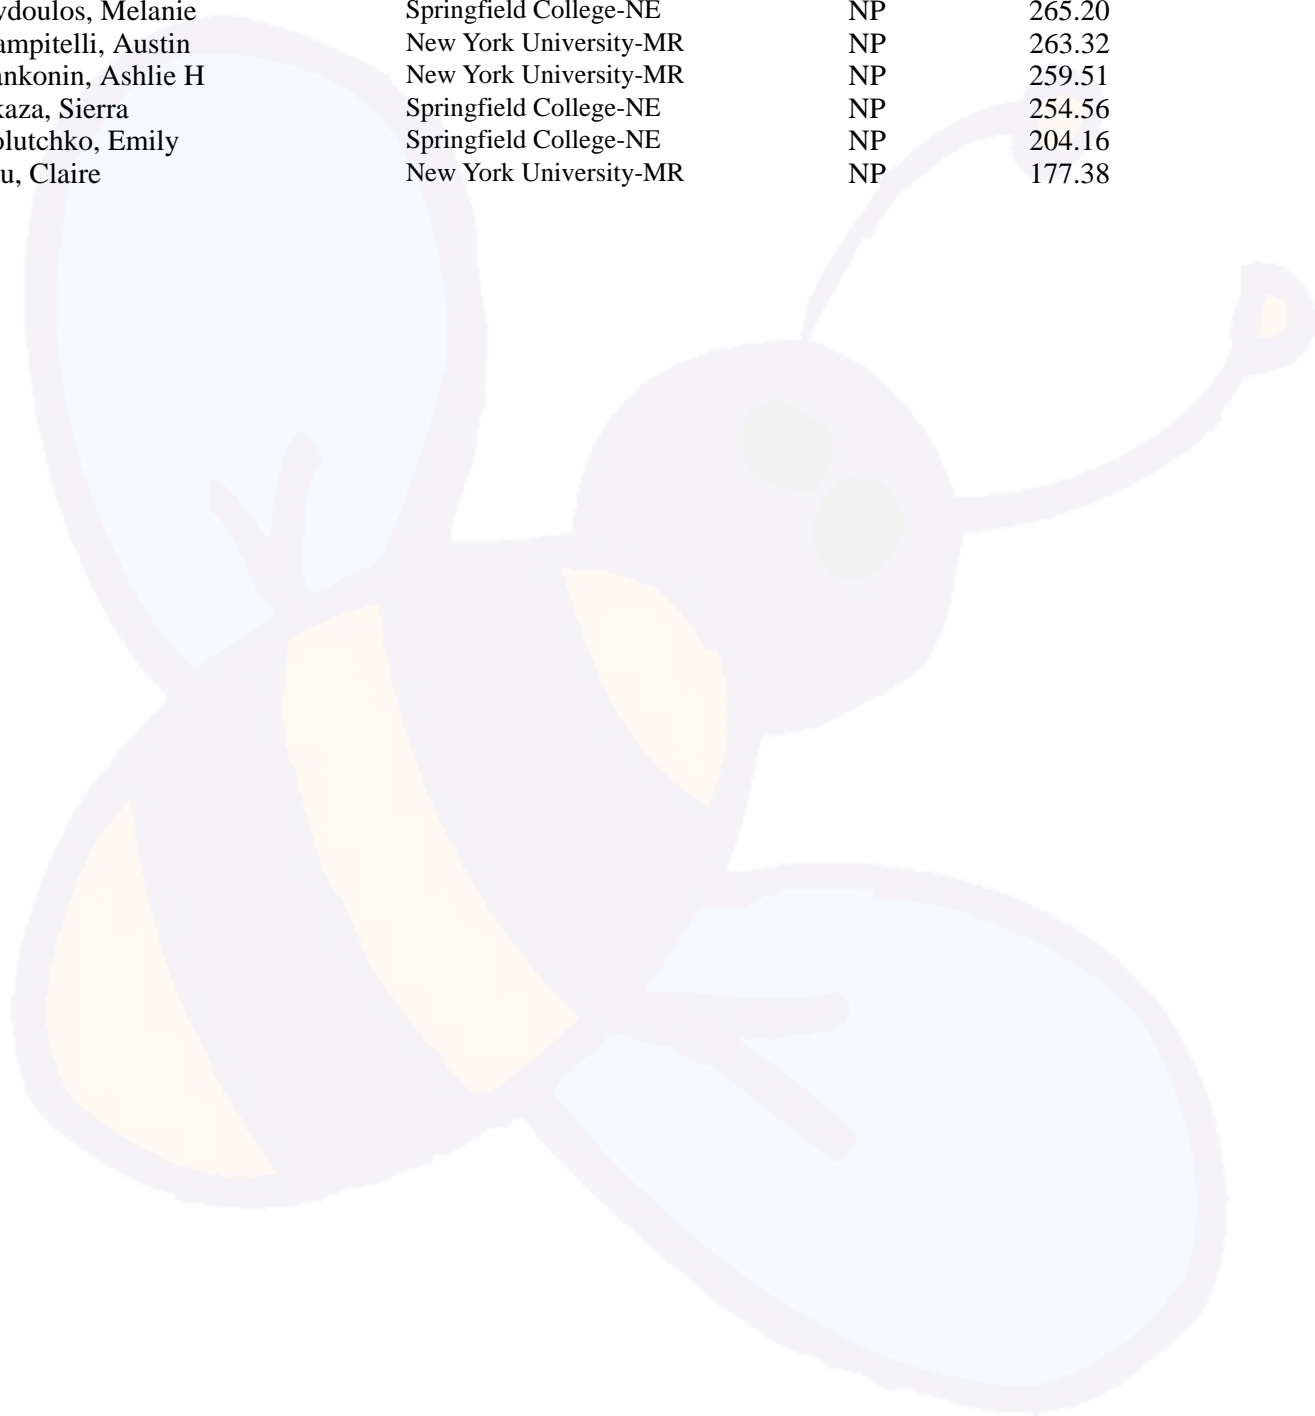 ydoulos, Melanie Springfield College-NE NP 265.20
ampitelli, Austin New York University-MR NP 263.32
ankonin, Ashlie H New York University-MR NP 259.51
kaza, Sierra Springfield College-NE NP 254.56
olutchko, Emily Springfield College-NE NP 204.16
u, Claire New York University-MR NP 177.38